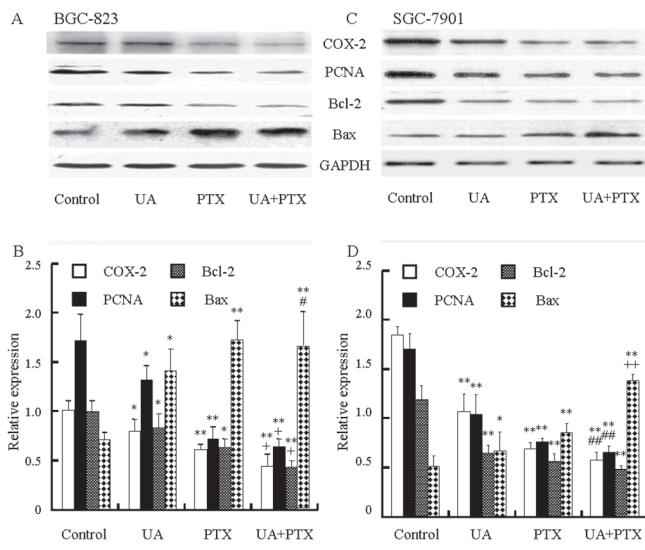 A BGC-823
C SGC-7901
COX-2
PCNA
Bcl-2
Bax
GAPDH
Control UA PTX UA+PTX
Control UA PTX UA+PTX
B
2.5
2.0
1.5
1.0
0.5
0
Relative expression
COX-2 Bcl-2
PCNA Bax
* * * *
** ** * **
** + ** + ** + ** #
Control UA PTX UA+PTX
D
2.5
2.0
1.5
1.0
0.5
0
Relative expression
COX-2 Bcl-2
PCNA Bax
** ** ** *
** ** ** **
** ## ** ## ** ** ++
Control UA PTX UA+PTX